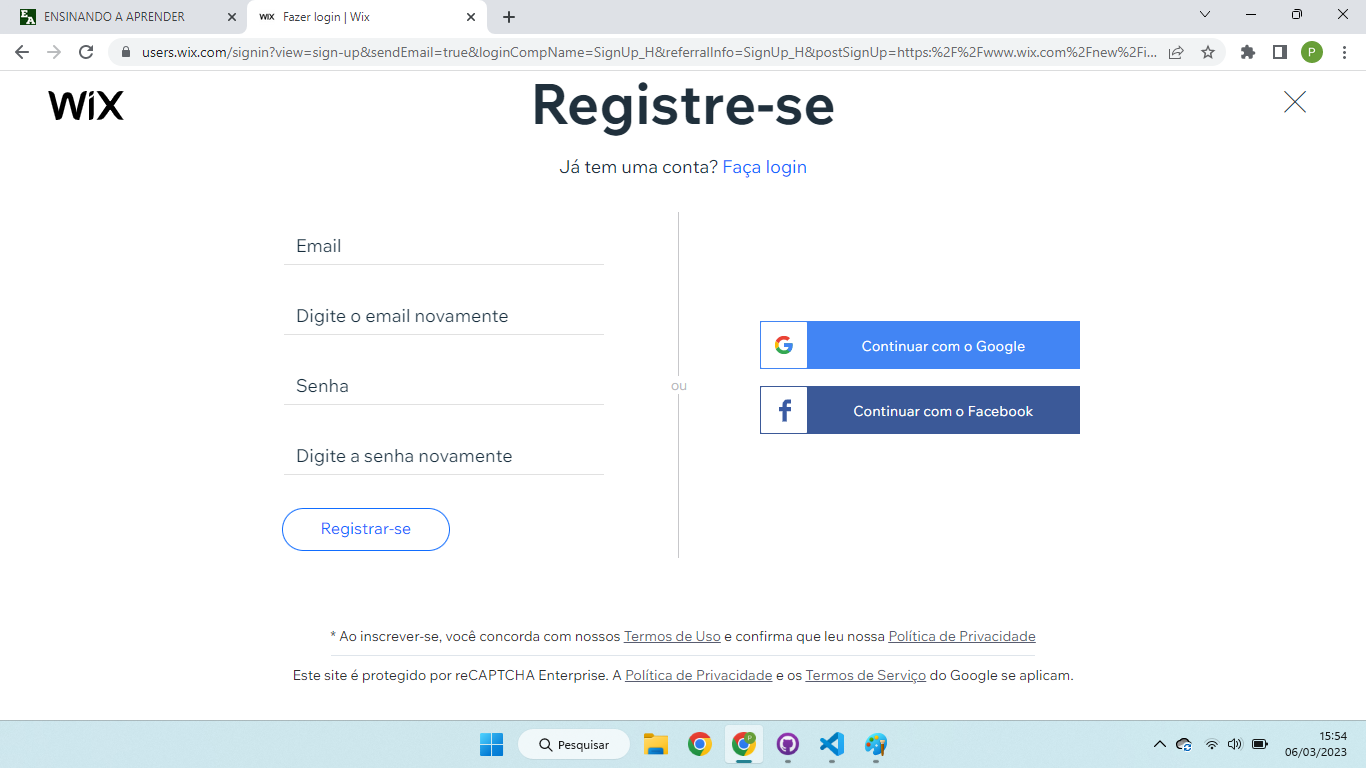 ENSINANDO A APRENDER
WiX Fazer login | Wix
users.wix.com/signin?view=sign-up&sendEmail=true&loginCompName=SignUp_H&referralInfo=SignUp_H&postSignUp=https:%2F%2Fwww.wix.com%2Fnew%2Fi...
P
WiX
Registre-se
Já tem uma conta? Faça login
Email
Digite o email novamente
Senha
Digite a senha novamente
Registrar-se
ou
Continuar com o Google
Continuar com o Facebook
* Ao inscrever-se, você concorda com nossos Termos de Uso e confirma que leu nossa Política de Privacidade
Este site é protegido por reCAPTCHA Enterprise. A Política de Privacidade e os Termos de Serviço do Google se aplicam.
Pesquisar
15:54
06/03/2023